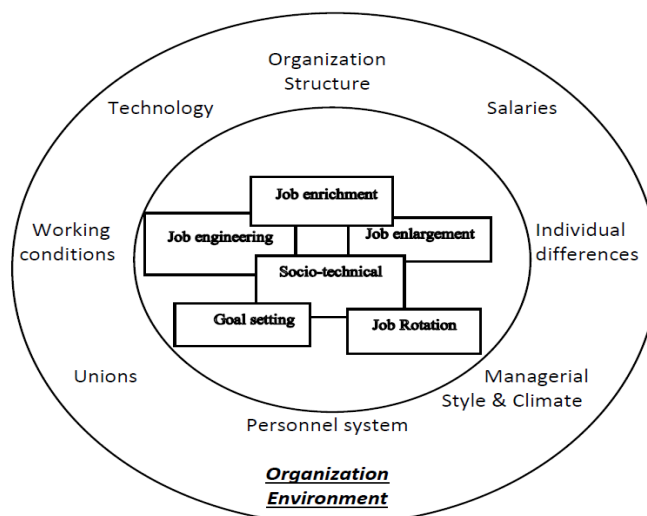 Organization
Structure
Technology
Salaries
Job enrichment
Working
conditions
Job engineering
Job enlargement
Individual
differences
Socio-technical
Goal setting
Job Rotation
Unions
Managerial
Style & Climate
Personnel system
Organization
Environment